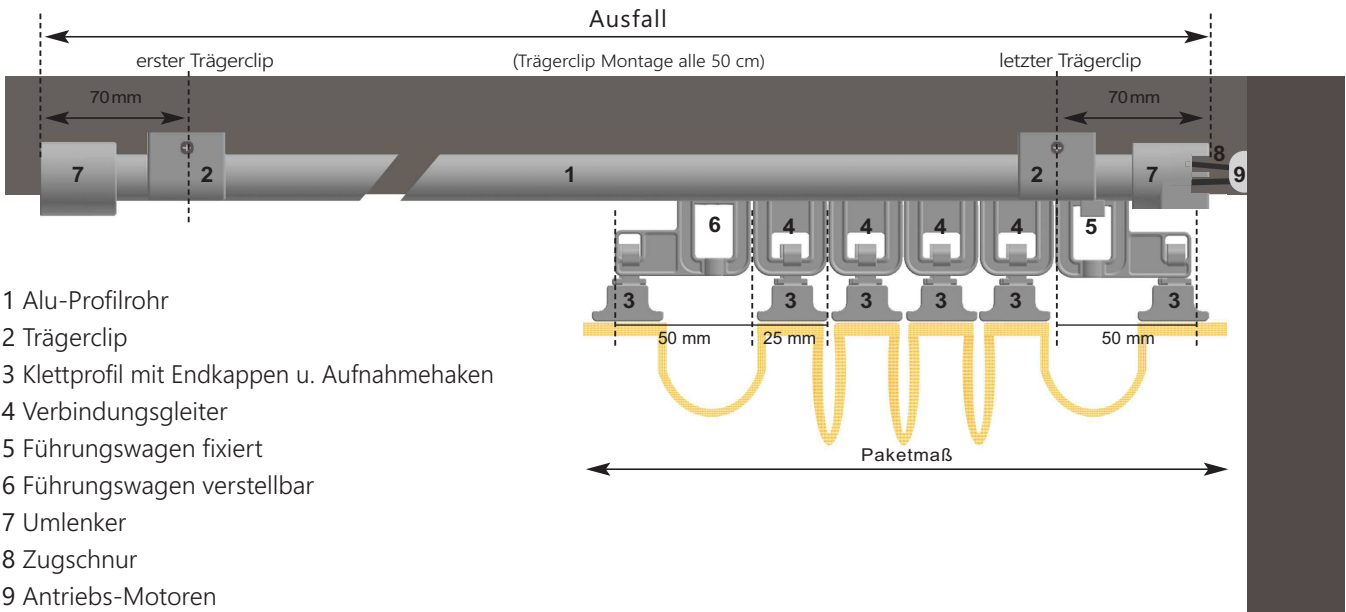 Ausfall
erster Trägerclip (Trägerclip Montage alle 50 cm) letzter Trägerclip
70 mm 70 mm
7 2 1 2 7 8 9
6 4 4 4 4 5
3 3 3 3 3 3
50 mm 25 mm 50 mm
Paketmaß
1 Alu-Profilrohr
2 Trägerclip
3 Klettprofil mit Endkappen u. Aufnahmehaken
4 Verbindungsgleiter
5 Führungswagen fixiert
6 Führungswagen verstellbar
7 Umlenker
8 Zugschnur
9 Antriebs-Motoren